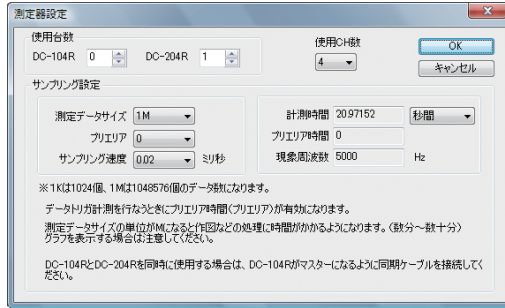 測定器設定
使用台数
DC-104R 0 DC-204R 1
使用CH数
4
OK
キャンセル
サンプリング設定
測定データサイズ 1M
プリエリア 0
サンプリング速度 0.02 ミリ秒
計測時間 20.97152 秒間
プリエリア時間 0
現象周波数 5000 Hz
※1Kは1024個、1Mは1048576個のデータ数になります。
データトリガ計測を行なうときにプリエリア時間(プリエリア)が有効になります。
測定データサイズの単位がMになると作図などの処理に時間がかかるようになります。(数分～数十分)
グラフを表示する場合は注意してください。
DC-104RとDC-204Rを同時に使用する場合は、DC-104Rがマスターになるように同期ケーブルを接続してく
ださい。